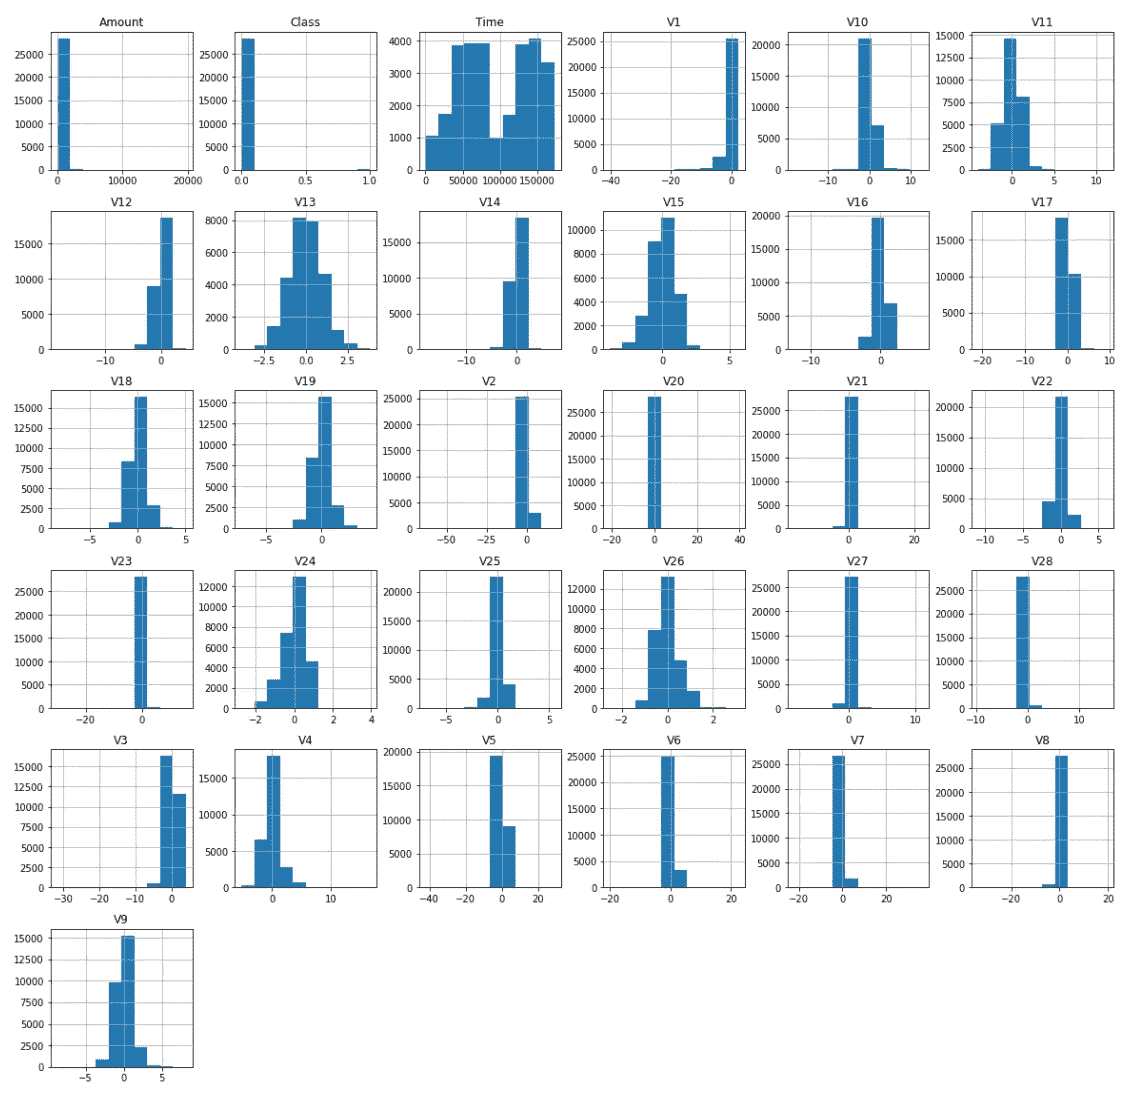 Amount Class Time V1 V10 V11
25000 25000 4000 25000 20000 15000
20000 20000 3000 20000 15000 12500
15000 15000 2000 15000 10000 10000
10000 10000 1000 10000 5000 7500
5000 5000 0 5000 0 5000
0 0 0 2500
0
0 10000 20000 0.0 0.5 1.0 0 50000 100000 150000 −40 −20 0 −10 0 10 0 5 10
V12 V13 V14 V15 V16 V17
15000 8000 15000 10000 20000 15000
10000 6000 10000 8000 15000 10000
5000 4000 5000 6000 10000 5000
0 2000 0 4000 5000 0
0 2000 0
0
−10 0 −2.5 0.0 2.5 −10 0 0 5 −10 0 −20 −10 0 10
V18 V19 V2 V20 V21 V22
15000 15000 25000 25000 25000 20000
12500 12500 20000 20000 20000 15000
10000 10000 15000 15000 15000 10000
7500 7500 10000 10000 10000 5000
5000 5000 5000 5000 5000 0
2500 2500 0 0 0
0 0
−5 0 5 −5 0 −50 −25 0 −20 0 20 40 0 20 −10 −5 0 5
V23 V24 V25 V26 V27 V28
25000 12000 20000 12000 25000 25000
20000 10000 15000 10000 20000 20000
15000 8000 10000 8000 15000 15000
10000 6000 5000 6000 10000 10000
5000 4000 0 4000 5000 5000
0 2000 2000 0 0
0 0
−20 0 −2 0 2 4 −5 0 5 −2 0 2 0 10 −10 0 10
V3 V4 V5 V6 V7 V8
15000 15000 20000 25000 25000 25000
12500 10000 15000 20000 20000 20000
10000 5000 10000 15000 15000 15000
7500 0 5000 10000 10000 10000
5000 0 5000 5000 5000
2500 0 0 0
0
−30 −20 −10 0 0 10 −40 −20 0 20 −20 0 20 −20 0 20 −20 0 20
V9
15000
12500
10000
7500
5000
2500
0
−5 0 5